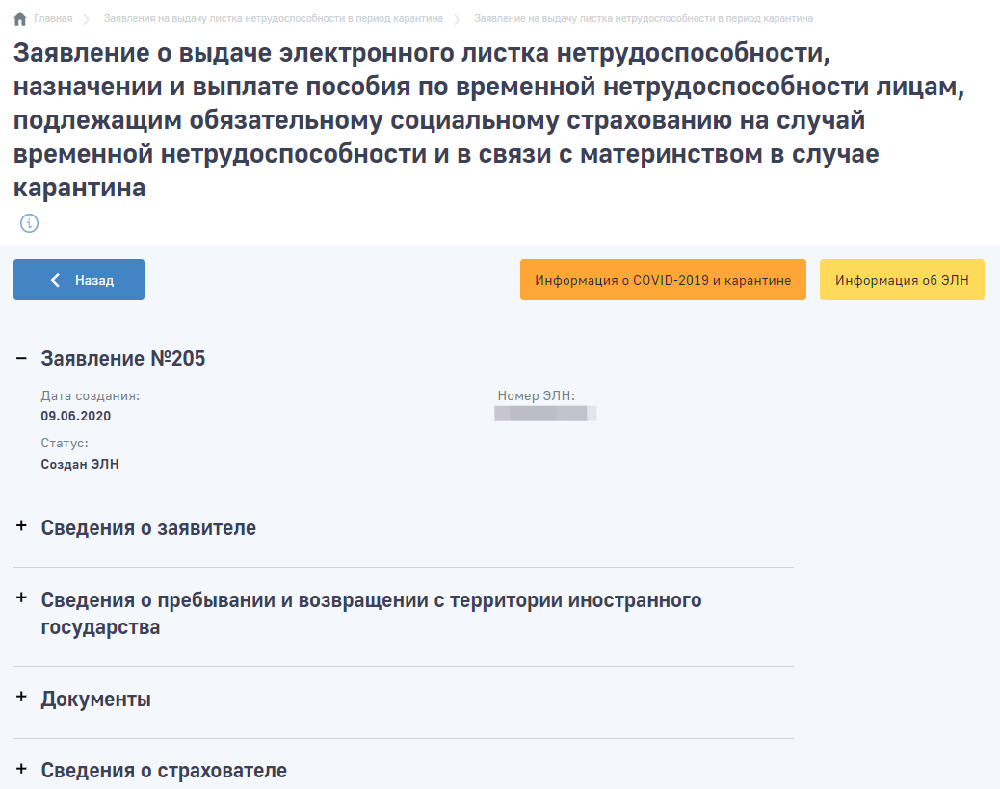 Главная Заявления на выдачу листка нетрудоспособности в период карантина Заявление на выдачу листка нетрудоспособности в период карантина
Заявление о выдаче электронного листка нетрудоспособности,
назначении и выплате пособия по временной нетрудоспособности лицам,
подлежащим обязательному социальному страхованию на случай
временной нетрудоспособности и в связи с материнством в случае
карантина
i
Назад Информация о COVID-2019 и карантине Информация об ЭЛН
− Заявление №205
Дата создания: Номер ЭЛН:
09.06.2020
Статус:
Создан ЭЛН
+ Сведения о заявителе
+ Сведения о пребывании и возвращении с территории иностранного
государства
+ Документы
+ Сведения о страхователе